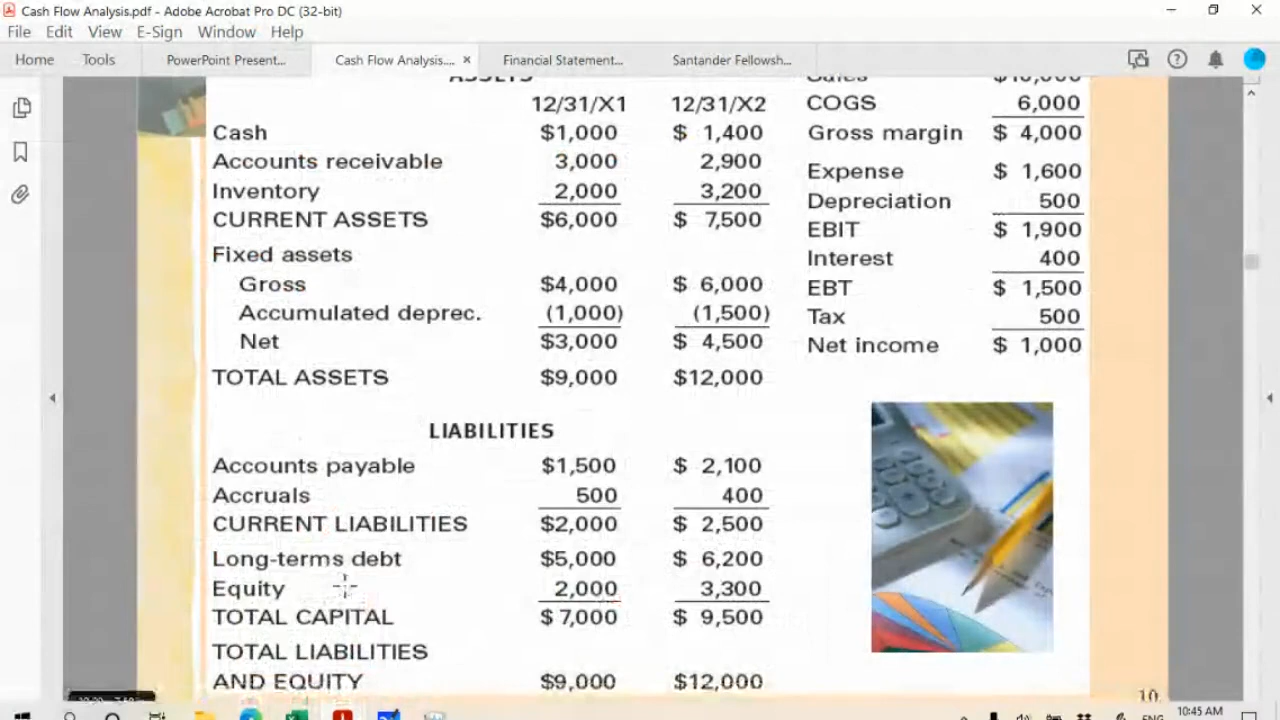 Cash Flow Analysis.pdf - Adobe Acrobat Pro DC (32-bit)
File Edit View E-Sign Window Help
Home Tools PowerPoint Present... Cash Flow Analysis.... × Financial Statement... Santander Fellowsh...
ASSETS
12/31/X1 12/31/X2
Cash $1,000 $ 1,400
Accounts receivable 3,000 2,900
Inventory 2,000 3,200
CURRENT ASSETS $6,000 $ 7,500
Fixed assets
Gross $4,000 $ 6,000
Accumulated deprec. (1,000) (1,500)
Net $3,000 $ 4,500
TOTAL ASSETS $9,000 $12,000
LIABILITIES
Accounts payable $1,500 $ 2,100
Accruals 500 400
CURRENT LIABILITIES $2,000 $ 2,500
Long-terms debt $5,000 $ 6,200
Equity 2,000 3,300
TOTAL CAPITAL $ 7,000 $ 9,500
TOTAL LIABILITIES
AND EQUITY $9,000 $12,000
Sales $10,000
COGS 6,000
Gross margin $ 4,000
Expense $ 1,600
Depreciation 500
EBIT $ 1,900
Interest 400
EBT $ 1,500
Tax 500
Net income $ 1,000
10
ENG
10:45 AM